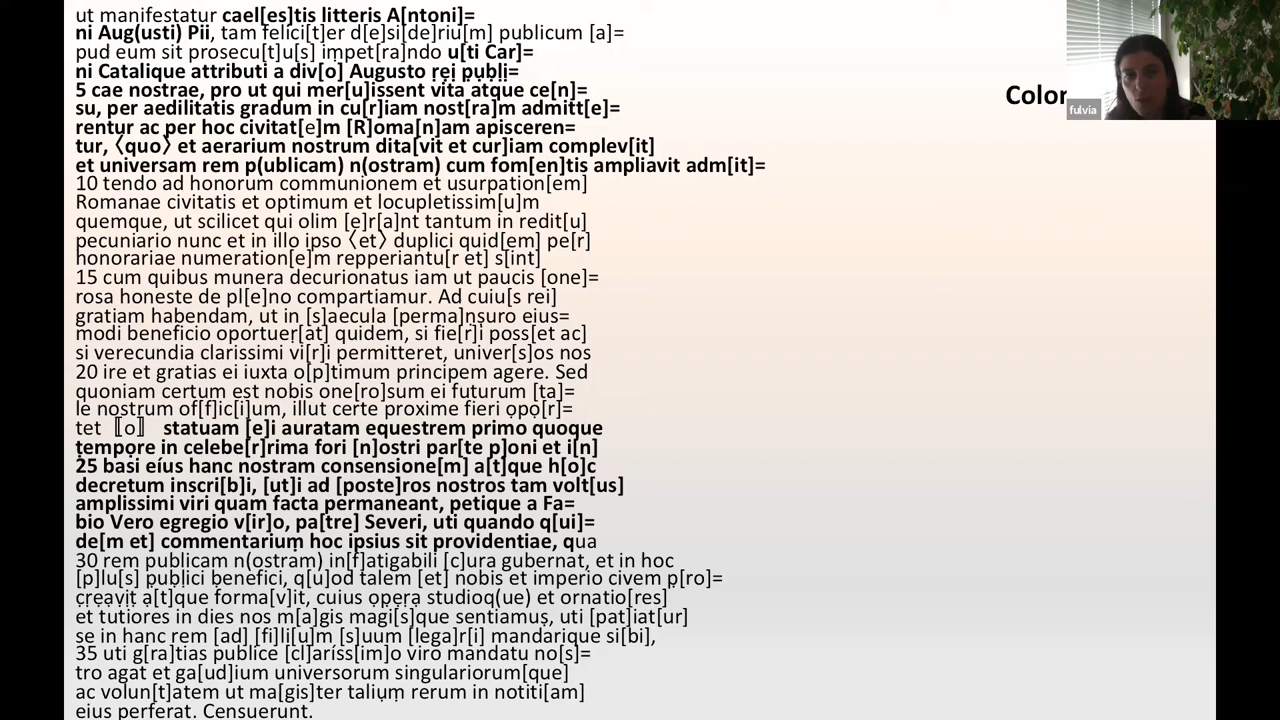 ut manifestatur cael[es]tis litteris A[ntoni]=
ni Aug(usti) Pii, tam felici[t]er d[e]si[de]riu[m] publicum [a]=
pud eum sit prosecu[t]u[s] impet[ra]ndo u[ti Car]=
ni Catalique attributi a div[o] Augusto ṛẹị pụḅḷị=
5 cae nostrae, pro ut qui mer[u]issent vita atque ce[n]=
su, per aedilitatis gradum in cu[r]iam nost[ra]m admitt[e]=
rentur ac per hoc civitat[e]m [R]oma[n]am apisceren=
tur, 〈quo〉 et aerarium nostrum dita[vit et cur]iam complev[it]
et universam rem p(ublicam) n(ostram) cum fom[en]tis ampliavit adm[it]=
10 tendo ad honorum communionem et usurpation[em]
Romanae civitatis et optimum et locupletissim[u]m
quemque, ut scilicet qui olim [e]r[a]nt tantum in redit[u]
pecuniario nunc et in illo ipso 〈et〉 duplici quid[em] pe[r]
honorariae numeration[e]m repperiantu[r et] s[int]
15 cum quibus munera decurionatus iam ut paucis [one]=
rosa honeste de pl[e]no compartiamur. Ad cuiu[s rei]
gratiam habendam, ut in [s]aecula [perma]nṣuro eius=
modi beneficio oportueṛ[at] quidem, si fie[r]i poss[et ac]
si verecundia clarissimi vi[r]i permitteret, univer[s]os nos
20 ire et gratias ei iuxta o[p]timum principem agere. Sed
quoniam certum est nobis one[ro]sum ei futurum [ta]=
le nostrum of[f]ic[i]um, illut certe proxime fieri ọpọ[r]=
tet 〚o〛 statuam [e]i auratam equestrem primo quoque
ṭempọre in celebe[r]rima fori [n]ostri par[te p]oni et i[n]
25 basi eius hanc nostram consensione[m] a[t]que h[o]c
decretum inscri[b]i, [ut]i ad [poste]ros nostros tam volt[us]
amplissimi viri quam facta permaneant, petique a Fa=
bio Vero egregio v[ir]o, pa[tre] Severi, uti quando q[ui]=
de[m et] commentariuṃ hoc ipsius sit providentiae, qua
30 rem publicam n(ostram) in[f]atigabili [c]ura gubernat, et in hoc
[p]lu[s] pụḅḷici ḅenefici, q[u]od talem [et] nobis et imperio civem p̣[ro]=
c̣ṛẹạṿịṭ ạ[t]que forma[v]it, cuius ọpẹṛạ studioq(ue) et ornatio[res]
et tutiores in dies nos m[a]gis magi[s]que sentiamuṣ, uti [pat]iat[ur]
se in hanc rem [ad] [fi]li[u]m [s]uum [lega]r[i] mandarique si[bi],
35 uti g[ra]tias publice [cl]ariss[im]o viro mandatu no[s]=
tro agat et ga[ud]ium universorum singulariorum[que]
ac volun[t]atem ut ma[gis]ter taliuṃ rerum in notiti[am]
eius perferat. Censuerunt.
Color
fulvia